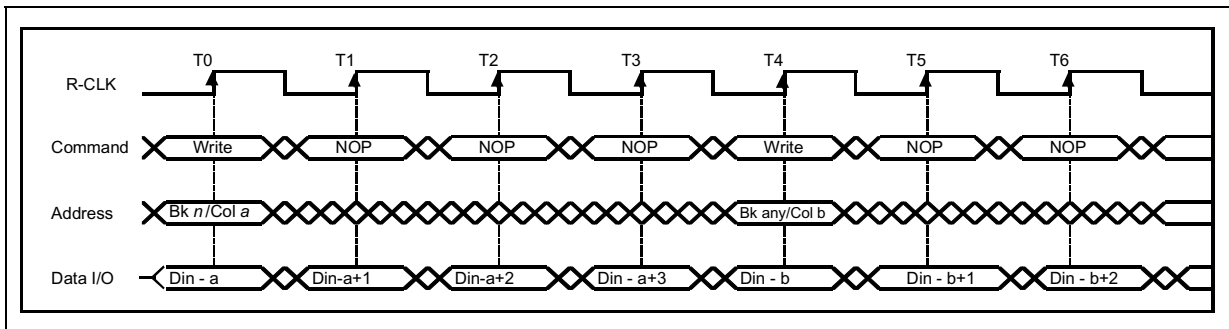 T0 T1 T2 T3 T4 T5 T6
R-CLK
Command Write NOP NOP NOP Write NOP NOP
Address Bk n/Col a Bk any/Col b
Data I/O Din - a Din-a+1 Din-a+2 Din - a+3 Din - b Din - b+1 Din - b+2